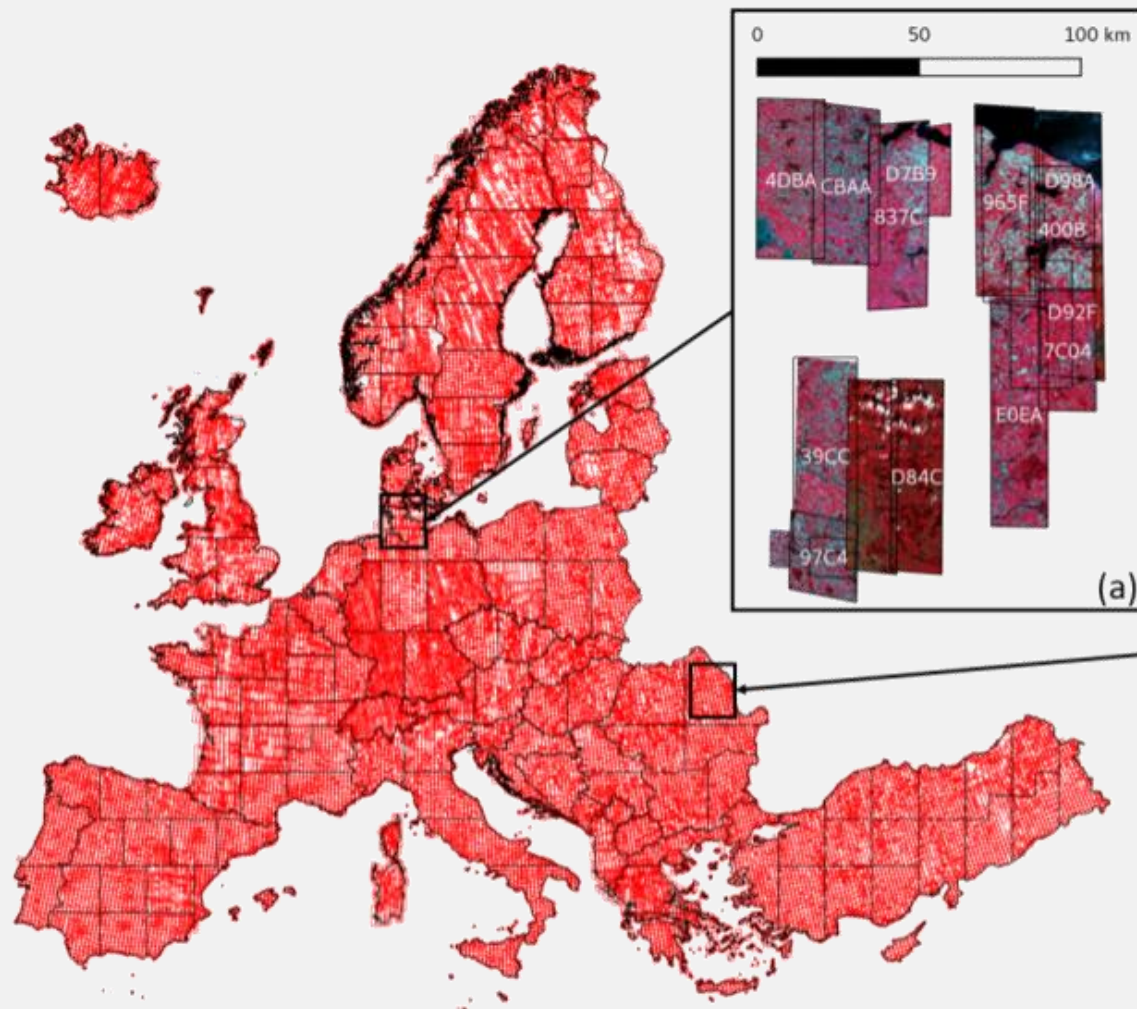 0 50 100 km
4DBA CBAA D7B9
837C
965F D98A
400B
D92F
7C04
E0EA
39CC
D84C
97C4
(a)